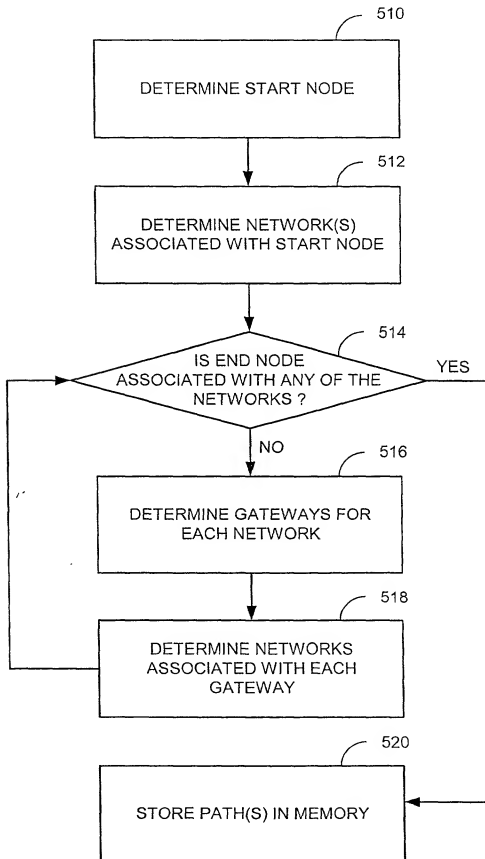 510
DETERMINE START NODE
512
DETERMINE NETWORK(S)
ASSOCIATED WITH START NODE
514
IS END NODE
ASSOCIATED WITH ANY OF THE
NETWORKS ?
YES
NO
516
DETERMINE GATEWAYS FOR
EACH NETWORK
518
DETERMINE NETWORKS
ASSOCIATED WITH EACH
GATEWAY
520
STORE PATH(S) IN MEMORY